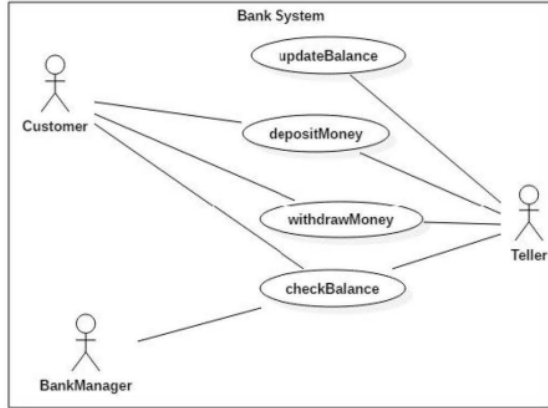 Bank System
updateBalance
Customer
depositMoney
withdrawMoney
Teller
checkBalance
BankManager